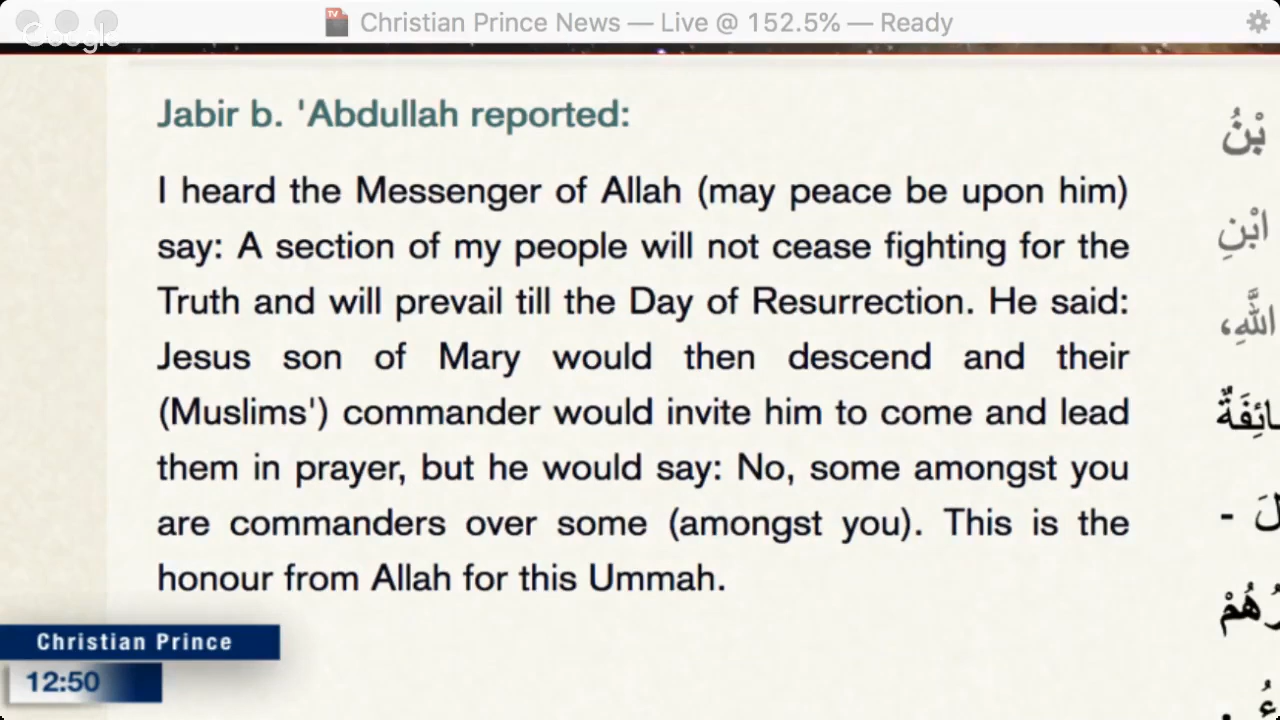 Christian Prince News — Live @ 152.5% — Ready
Google
Jabir b. 'Abdullah reported:
I heard the Messenger of Allah (may peace be upon him)
say: A section of my people will not cease fighting for the
Truth and will prevail till the Day of Resurrection. He said:
Jesus son of Mary would then descend and their
(Muslims') commander would invite him to come and lead
them in prayer, but he would say: No, some amongst you
are commanders over some (amongst you). This is the
honour from Allah for this Ummah.
بْنُ
ابْنِ
اللَّهِ،
Christian Prince
12:50